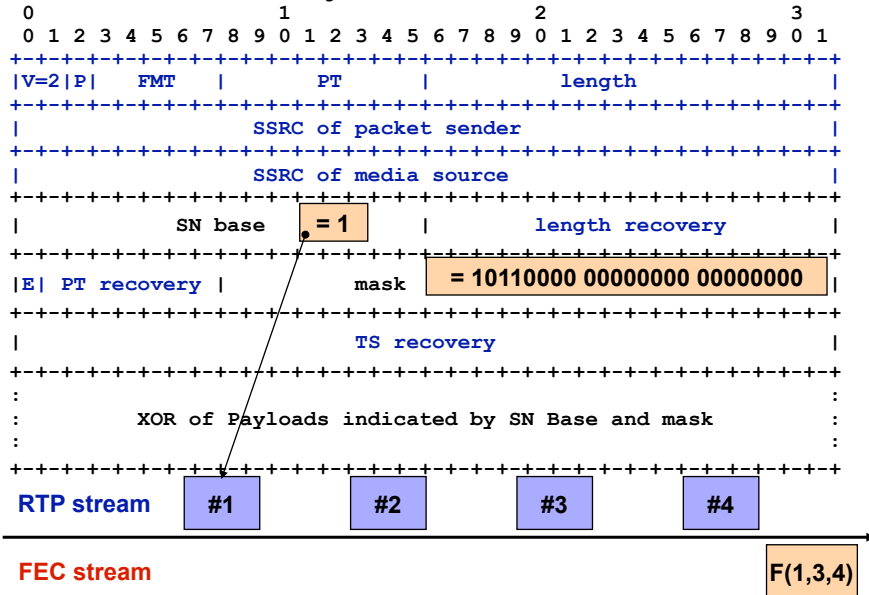 0                   1                   2                   3
0 1 2 3 4 5 6 7 8 9 0 1 2 3 4 5 6 7 8 9 0 1 2 3 4 5 6 7 8 9 0 1
+-+-+-+-+-+-+-+-+-+-+-+-+-+-+-+-+-+-+-+-+-+-+-+-+-+-+-+-+-+-+-+-+
|V=2|P|   FMT   |       PT      |          length               |
+-+-+-+-+-+-+-+-+-+-+-+-+-+-+-+-+-+-+-+-+-+-+-+-+-+-+-+-+-+-+-+-+
|                  SSRC of packet sender                        |
+-+-+-+-+-+-+-+-+-+-+-+-+-+-+-+-+-+-+-+-+-+-+-+-+-+-+-+-+-+-+-+-+
|                  SSRC of media source                         |
+-+-+-+-+-+-+-+-+-+-+-+-+-+-+-+-+-+-+-+-+-+-+-+-+-+-+-+-+-+-+-+-+
|            SN base   = 1      |        length recovery        |
+-+-+-+-+-+-+-+-+-+-+-+-+-+-+-+-+-+-+-+-+-+-+-+-+-+-+-+-+-+-+-+-+
|E| PT recovery |          mask   = 10110000 00000000 00000000  |
+-+-+-+-+-+-+-+-+-+-+-+-+-+-+-+-+-+-+-+-+-+-+-+-+-+-+-+-+-+-+-+-+
|                          TS recovery                          |
+-+-+-+-+-+-+-+-+-+-+-+-+-+-+-+-+-+-+-+-+-+-+-+-+-+-+-+-+-+-+-+-+
:                                                               :
:         XOR of Payloads indicated by SN Base and mask         :
:                                                               :
+-+-+-+-+-+-+-+-+-+-+-+-+-+-+-+-+-+-+-+-+-+-+-+-+-+-+-+-+-+-+-+-+
RTP stream #1 #2 #3 #4
FEC stream F(1,3,4)